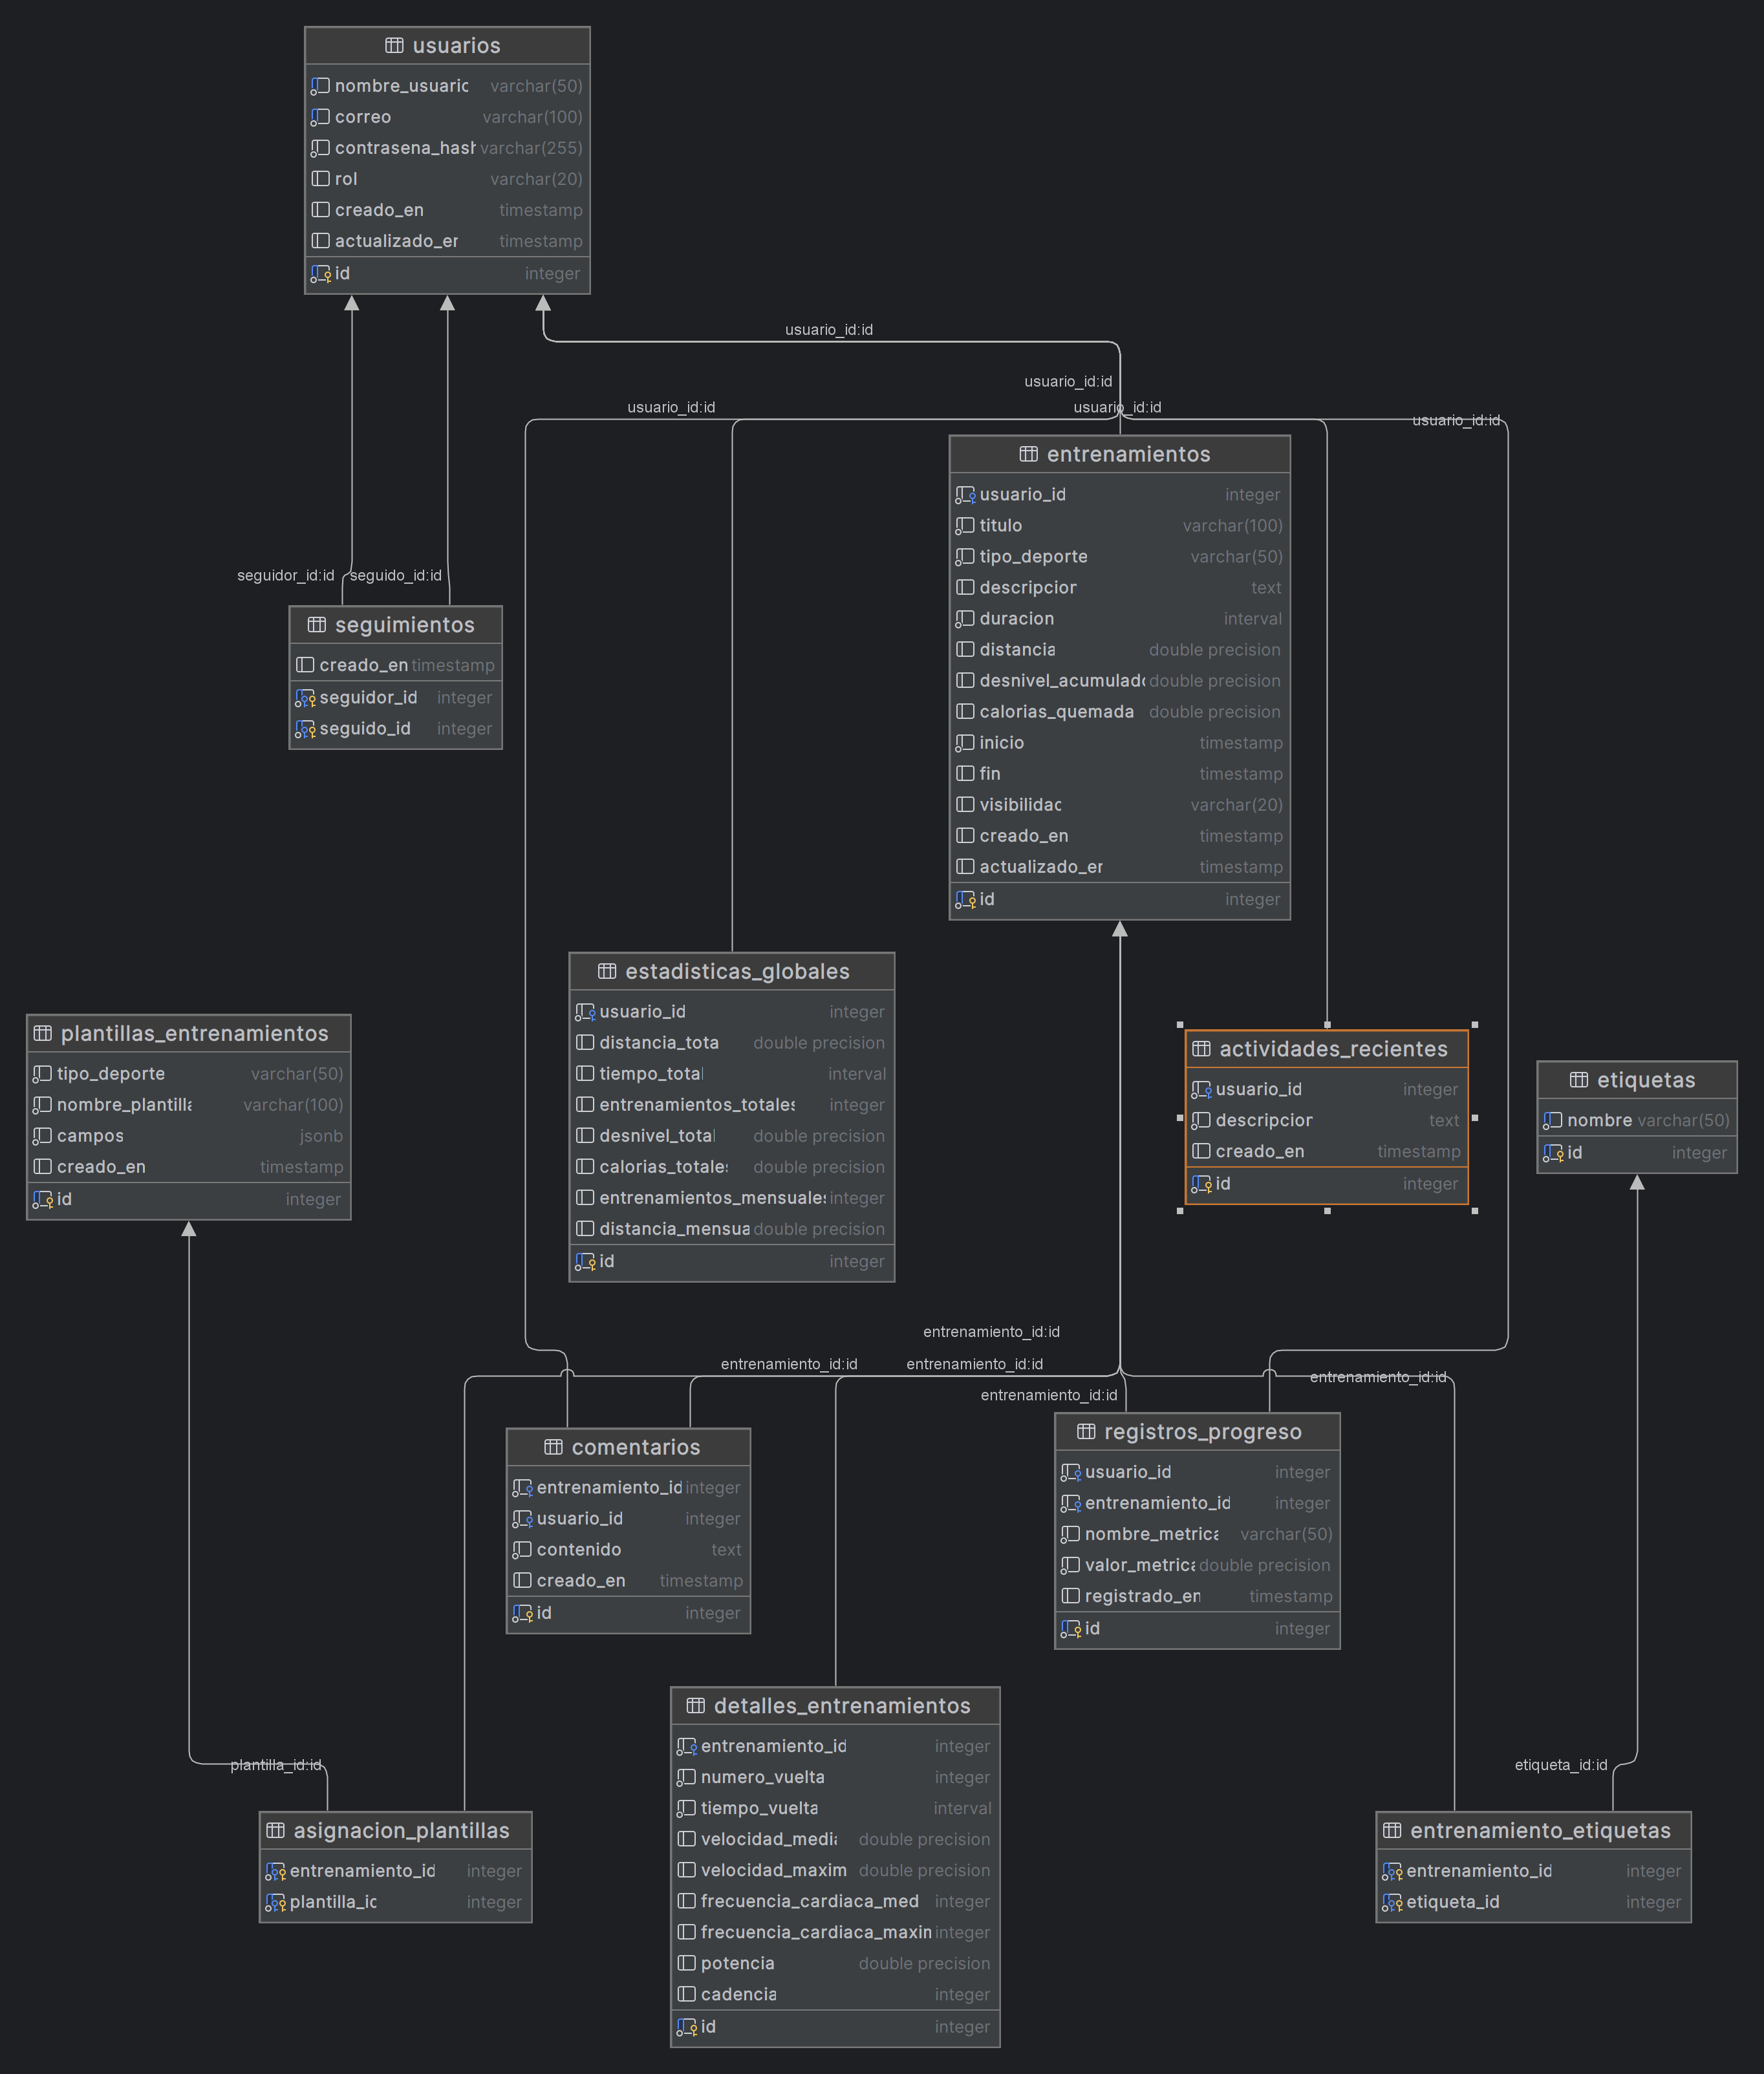 usuarios
nombre_usuaric varchar(50)
correo varchar(100)
contrasena_hash varchar(255)
rol varchar(20)
creado_en timestamp
actualizado_er timestamp
id integer
usuario_id:id
usuario_id:id
usuario_id:id
usuario_id:id
usuario_id:id
entrenamientos
usuario_id integer
titulo varchar(100)
tipo_deporte varchar(50)
descripcior text
duracion interval
distancia double precision
desnivel_acumulado double precision
calorias_quemada double precision
inicio timestamp
fin timestamp
visibilidac varchar(20)
creado_en timestamp
actualizado_er timestamp
id integer
seguidor_id:id
seguido_id:id
seguimientos
creado_en timestamp
seguidor_id integer
seguido_id integer
estadisticas_globales
usuario_id integer
distancia_tota double precision
tiempo_total interval
entrenamientos_totales integer
desnivel_total double precision
calorias_totales double precision
entrenamientos_mensuales integer
distancia_mensua double precision
id integer
plantillas_entrenamientos
tipo_deporte varchar(50)
nombre_plantilla varchar(100)
campos jsonb
creado_en timestamp
id integer
actividades_recientes
usuario_id integer
descripcior text
creado_en timestamp
id integer
etiquetas
nombre varchar(50)
id integer
entrenamiento_id:id
entrenamiento_id:id
entrenamiento_id:id
entrenamiento_id:id
entrenamiento_id:id
comentarios
entrenamiento_id integer
usuario_id integer
contenido text
creado_en timestamp
id integer
registros_progreso
usuario_id integer
entrenamiento_id integer
nombre_metrica varchar(50)
valor_metrica double precision
registrado_en timestamp
id integer
detalles_entrenamientos
entrenamiento_id integer
numero_vuelta integer
tiempo_vuelta interval
velocidad_media double precision
velocidad_maxim double precision
frecuencia_cardiaca_med integer
frecuencia_cardiaca_maxin integer
potencia double precision
cadencia integer
id integer
plantilla_id:id
asignacion_plantillas
entrenamiento_id integer
plantilla_ic integer
etiqueta_id:id
entrenamiento_etiquetas
entrenamiento_id integer
etiqueta_id integer